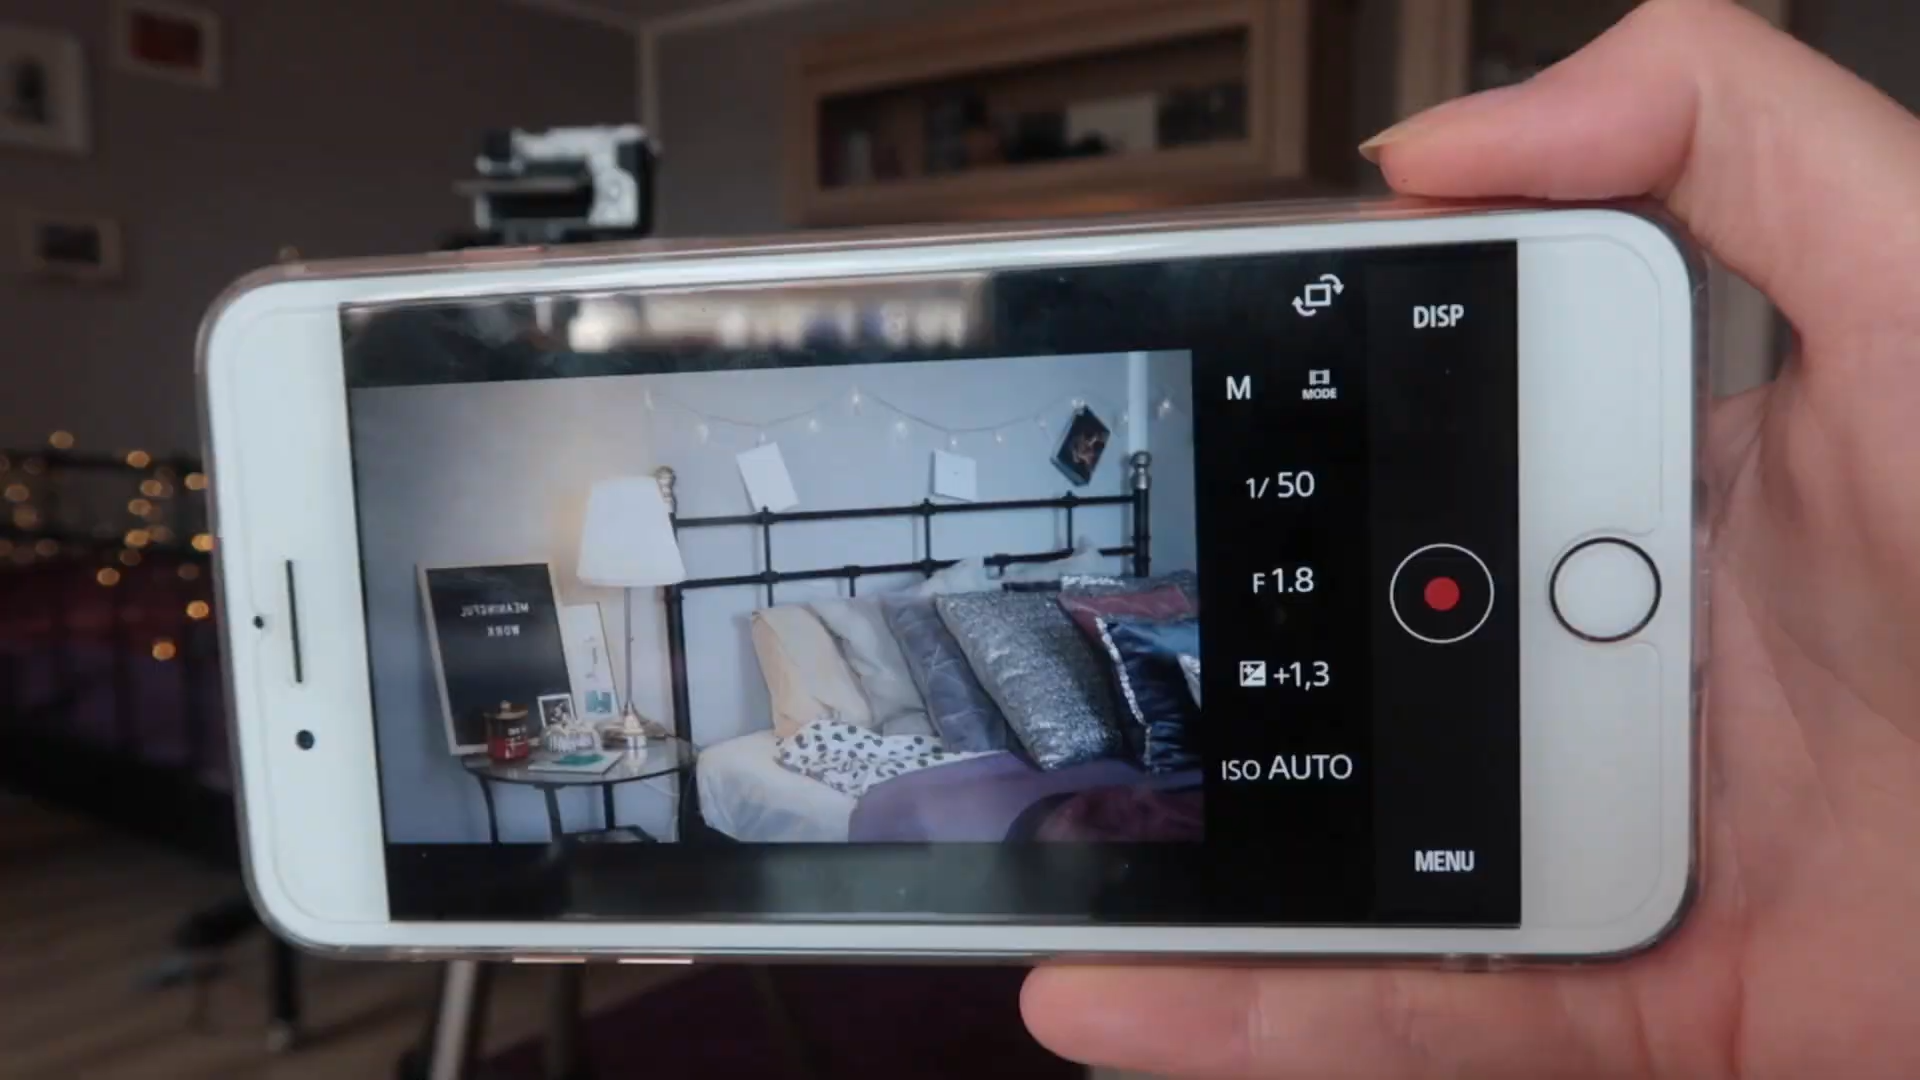 DISP
M
MODE
1/ 50
F 1.8
+1,3
ISO AUTO
MENU
MEANINGFUL
WORK